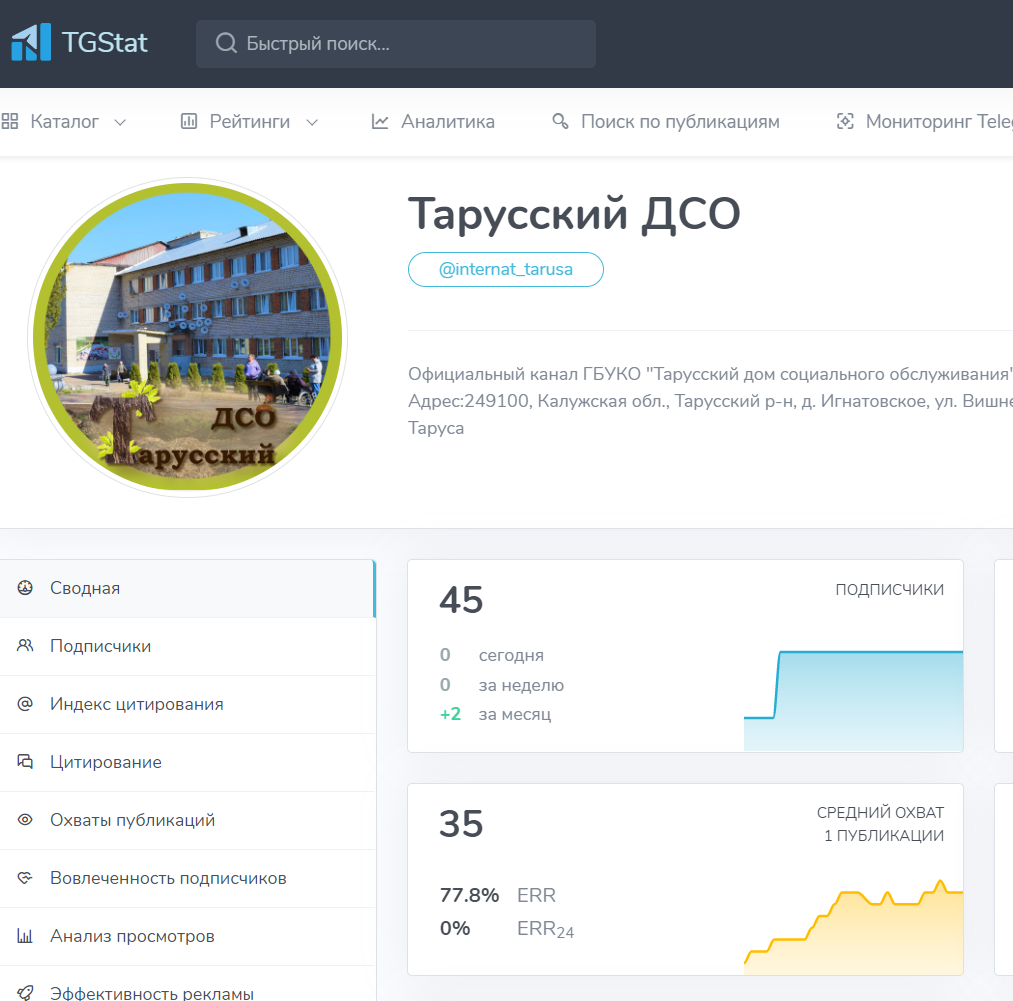 TGStat
Быстрый поиск...
Каталог
Рейтинги
Аналитика
Поиск по публикациям
Мониторинг Teleg
Тарусский ДСО
@internat_tarusa
Официальный канал ГБУКО "Тарусский дом социального обслуживания"
Адрес:249100, Калужская обл., Тарусский р-н, д. Игнатовское, ул. Вишне
Таруса
ДСО
Тарусский
Сводная
Подписчики
Индекс цитирования
Цитирование
Охваты публикаций
Вовлеченность подписчиков
Анализ просмотров
Эффективность рекламы
45
ПОДПИСЧИКИ
0 сегодня
0 за неделю
+2 за месяц
35
СРЕДНИЙ ОХВАТ
1 ПУБЛИКАЦИИ
77.8% ERR
0% ERR24